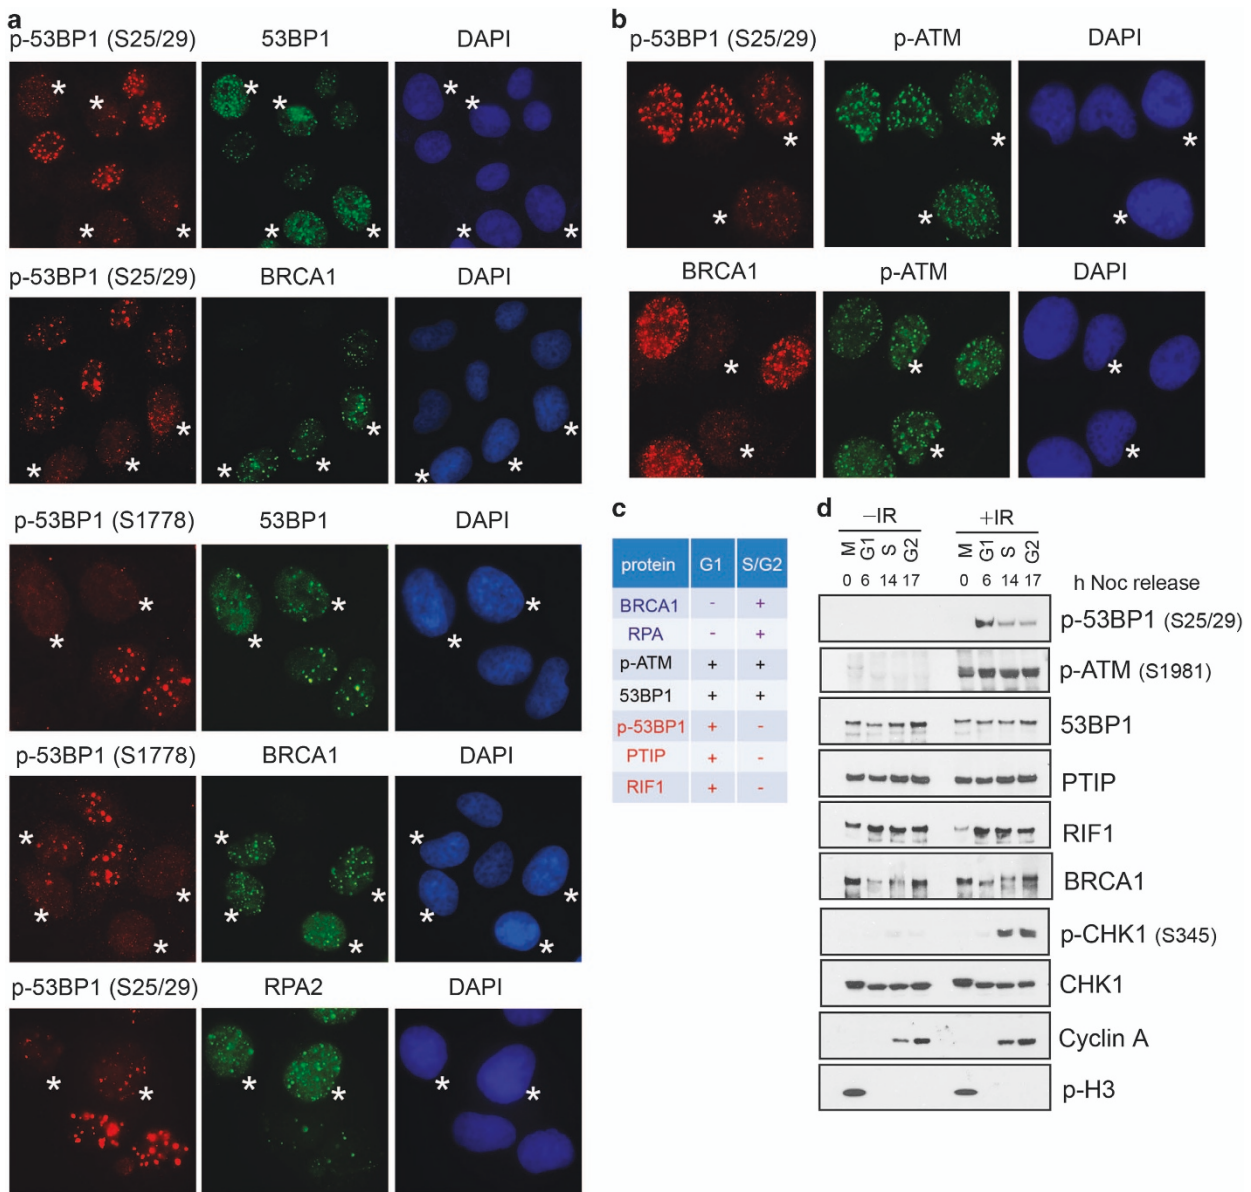 a
p-53BP1 (S25/29) 53BP1 DAPI
* * * *
* * * *
* * * *
p-53BP1 (S25/29) BRCA1 DAPI
* * *
* * *
* * *
p-53BP1 (S1778) 53BP1 DAPI
* *
* *
* *
p-53BP1 (S1778) BRCA1 DAPI
* * * *
* * * *
* * * *
p-53BP1 (S25/29) RPA2 DAPI
* *
* *
* *
b
p-53BP1 (S25/29) p-ATM DAPI
* *
* *
* *
BRCA1 p-ATM DAPI
* *
* *
* *
c
protein G1 S/G2
BRCA1 - +
RPA - +
p-ATM + +
53BP1 + +
p-53BP1 + -
PTIP + -
RIF1 + -
d
–IR +IR
M G1 S G2 M G1 S G2
0 6 14 17 0 6 14 17 h Noc release
p-53BP1 (S25/29)
p-ATM (S1981)
53BP1
PTIP
RIF1
BRCA1
p-CHK1 (S345)
CHK1
Cyclin A
p-H3